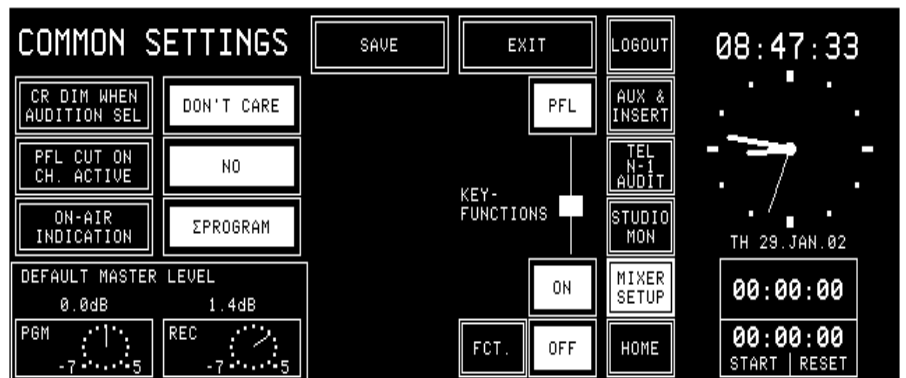 COMMON SETTINGS
SAVE
EXIT
LOGOUT
08:47:33
CR DIM WHEN
AUDITION SEL
DON'T CARE
PFL
AUX &
INSERT
PFL CUT ON
CH. ACTIVE
NO
TEL
N-1
AUDIT
KEY-
FUNCTIONS
ON-AIR
INDICATION
ΣPROGRAM
STUDIO
MON
TH 29.JAN.02
DEFAULT MASTER LEVEL
0.0dB
1.4dB
ON
MIXER
SETUP
00:00:00
PGM
-7
5
REC
-7
5
FCT.
OFF
HOME
00:00:00
START | RESET